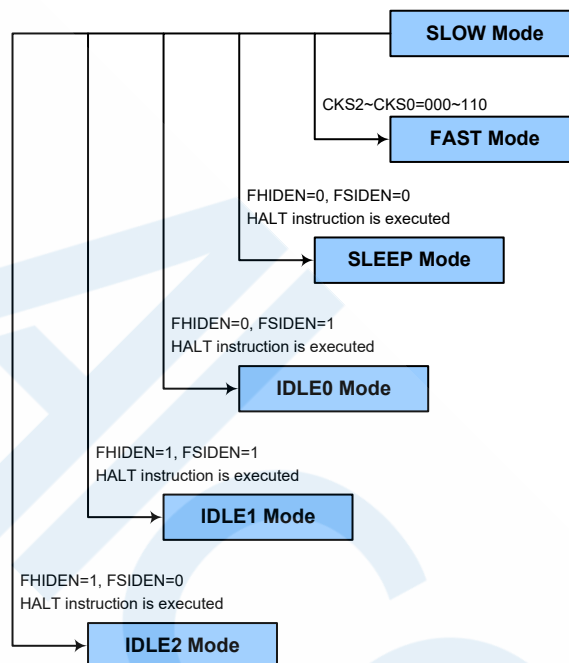 SLOW Mode
CKS2~CKS0=000~110
FAST Mode
FHIDEN=0, FSIDEN=0
HALT instruction is executed
SLEEP Mode
FHIDEN=0, FSIDEN=1
HALT instruction is executed
IDLE0 Mode
FHIDEN=1, FSIDEN=1
HALT instruction is executed
IDLE1 Mode
FHIDEN=1, FSIDEN=0
HALT instruction is executed
IDLE2 Mode